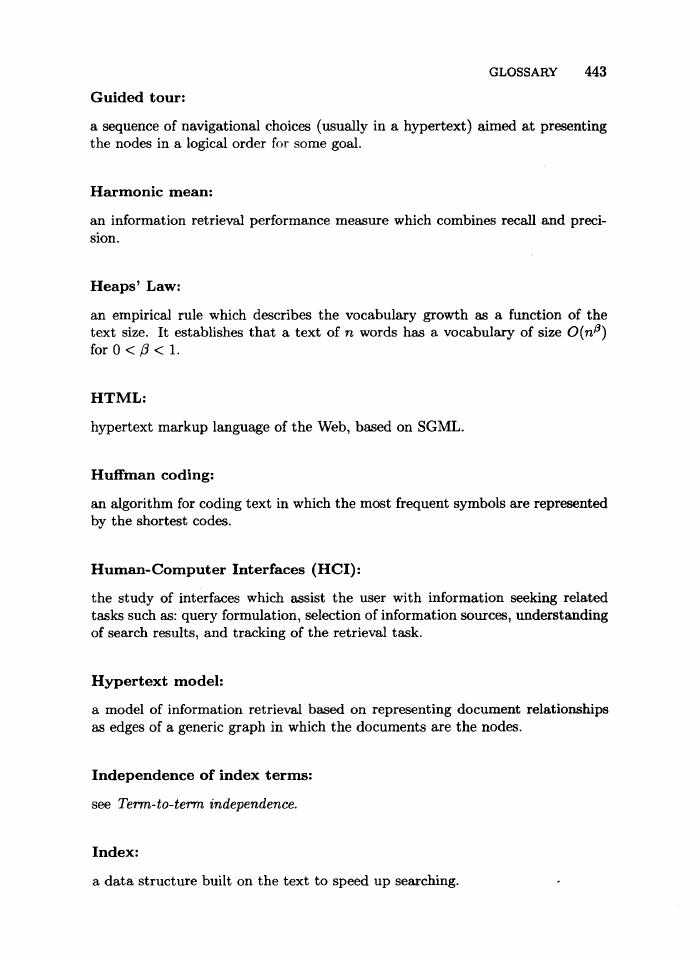 GLOSSARY 443
Guided tour:
a sequence of navigational choices (usually in a hypertext) aimed at presenting
the nodes in a logical order for some goal.
Harmonic mean:
an information retrieval performance measure which combines recall and preci-
sion.
Heaps' Law:
an empirical rule which describes the vocabulary growth as a function of the
text size. It establishes that a text of n words has a vocabulary of size O(n^β)
for 0 < β < 1.
HTML:
hypertext markup language of the Web, based on SGML.
Huffman coding:
an algorithm for coding text in which the most frequent symbols are represented
by the shortest codes.
Human-Computer Interfaces (HCI):
the study of interfaces which assist the user with information seeking related
tasks such as: query formulation, selection of information sources, understanding
of search results, and tracking of the retrieval task.
Hypertext model:
a model of information retrieval based on representing document relationships
as edges of a generic graph in which the documents are the nodes.
Independence of index terms:
see Term-to-term independence.
Index:
a data structure built on the text to speed up searching.